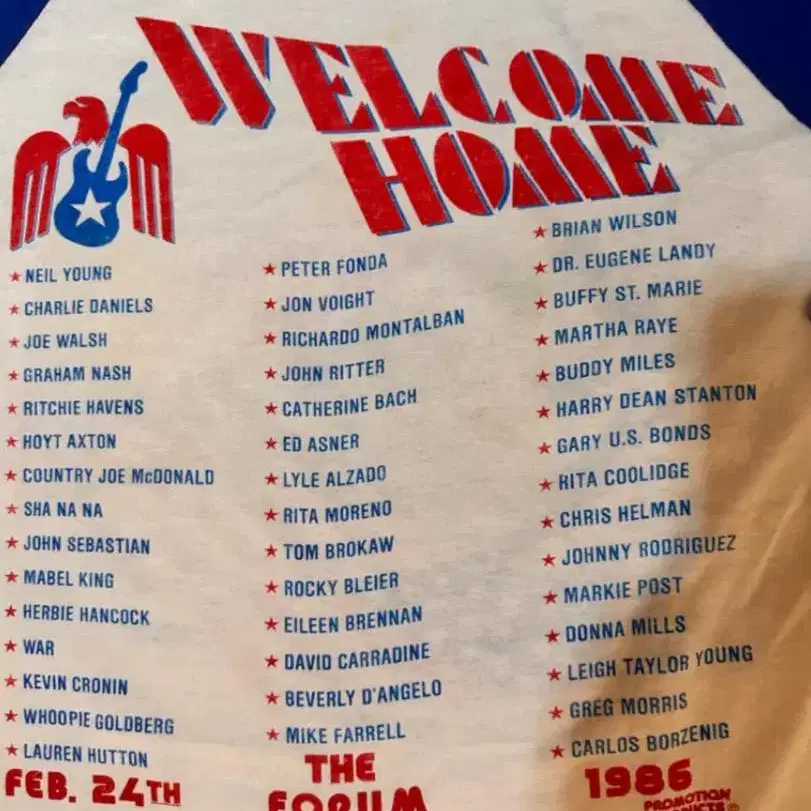 WELCOME
HOME
NEIL YOUNG
CHARLIE DANIELS
JOE WALSH
GRAHAM NASH
RITCHIE HAVENS
HOYT AXTON
COUNTRY JOE McDONALD
SHA NA NA
JOHN SEBASTIAN
MABEL KING
HERBIE HANCOCK
WAR
KEVIN CRONIN
WHOOPIE GOLDBERG
LAUREN HUTTON
PETER FONDA
JON VOIGHT
RICHARDO MONTALBAN
JOHN RITTER
CATHERINE BACH
ED ASNER
LYLE ALZADO
RITA MORENO
TOM BROKAW
ROCKY BLEIER
EILEEN BRENNAN
DAVID CARRADINE
BEVERLY D'ANGELO
MIKE FARRELL
BRIAN WILSON
DR. EUGENE LANDY
BUFFY ST. MARIE
MARTHA RAYE
BUDDY MILES
HARRY DEAN STANTON
GARY U.S. BONDS
RITA COOLIDGE
CHRIS HELMAN
JOHNNY RODRIGUEZ
MARKIE POST
DONNA MILLS
LEIGH TAYLOR YOUNG
GREG MORRIS
CARLOS BORZENIG
FEB. 24TH
THE
FORUM
1986
PROMOTION